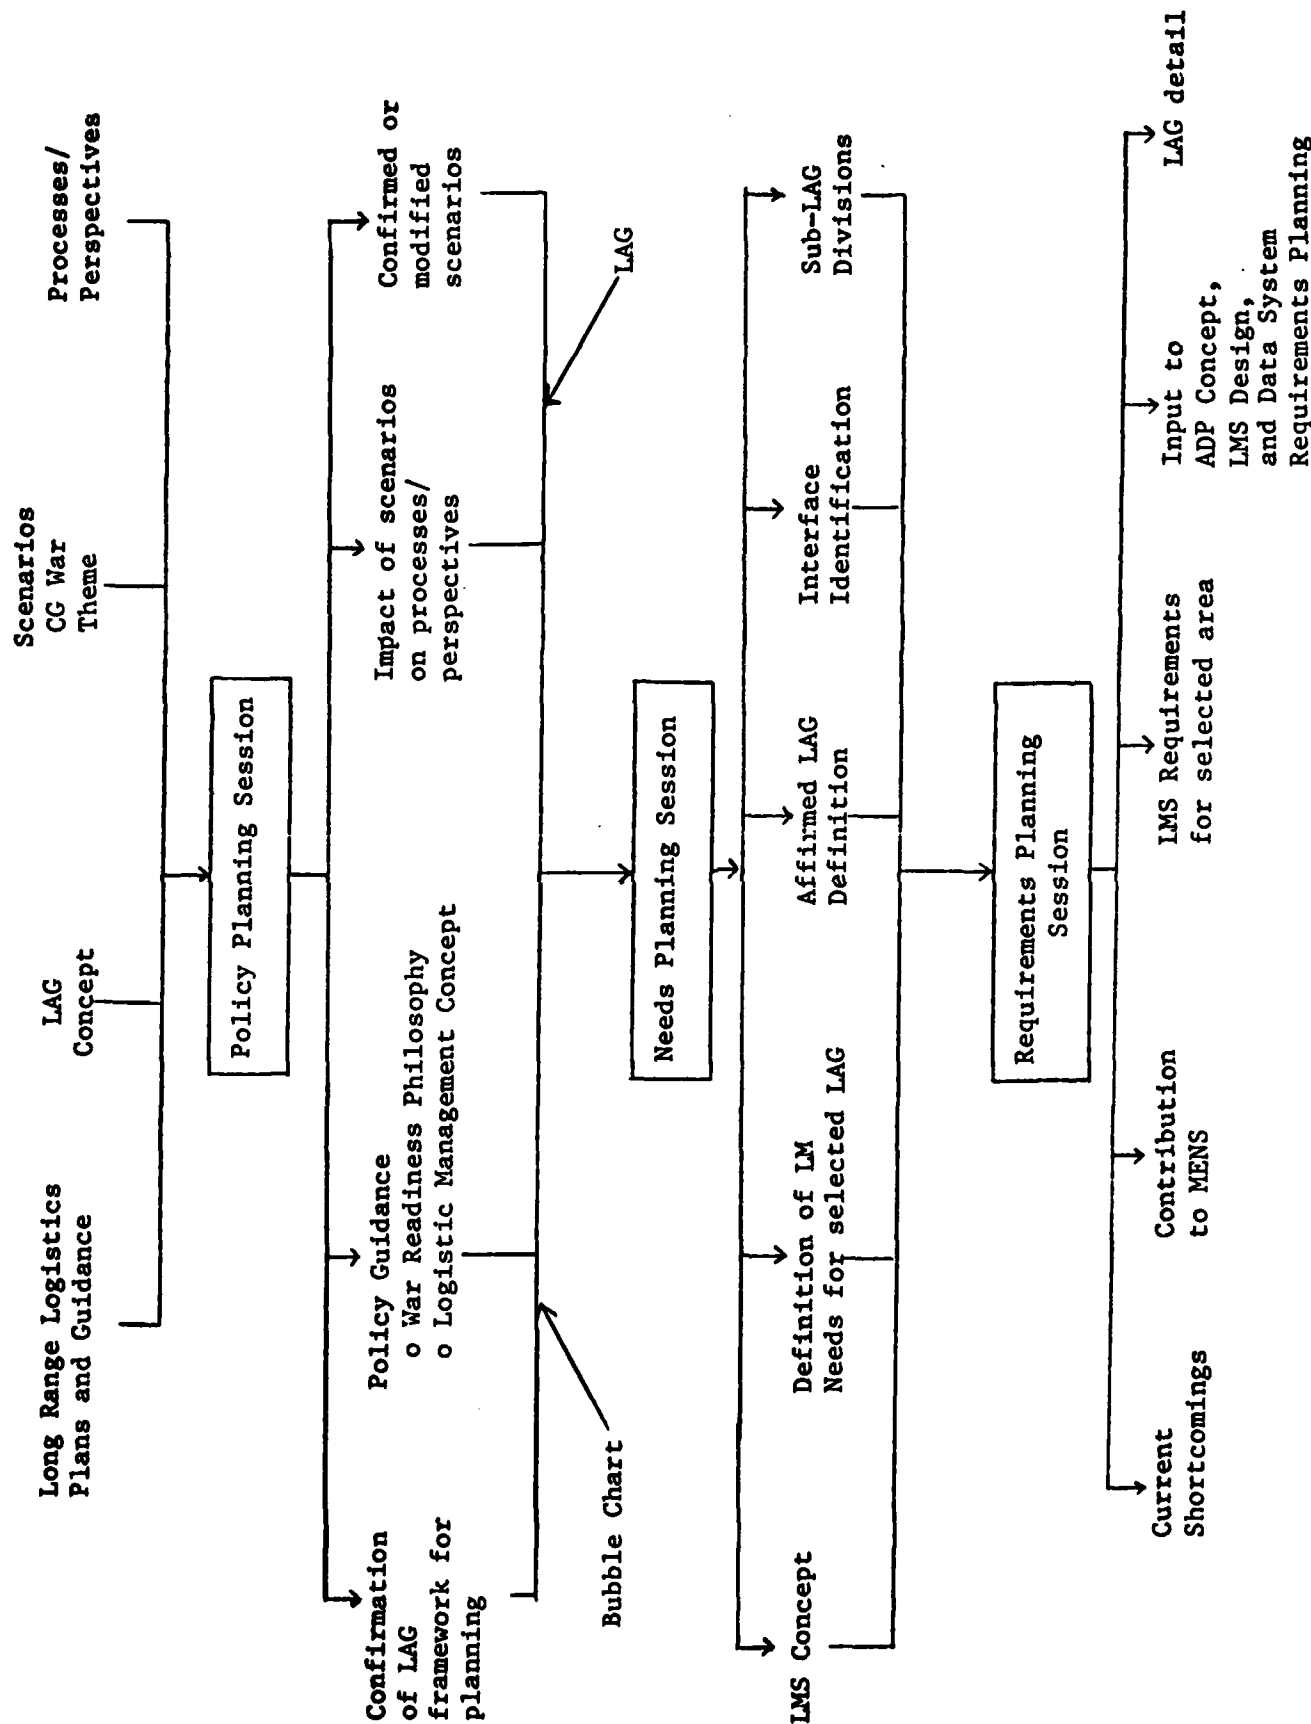 Long Range Logistics
Plans and Guidance
LAG
Concept
Scenarios
CG War
Theme
Processes/
Perspectives
Policy Planning Session
Confirmation
of LAG
framework for
planning
Policy Guidance
o War Readiness Philosophy
o Logistic Management Concept
Impact of scenarios
on processes/
perspectives
Confirmed or
modified
scenarios
Bubble Chart
LAG
Needs Planning Session
LMS Concept
Definition of LM
Needs for selected LAG
Affirmed LAG
Definition
Interface
Identification
Sub-LAG
Divisions
Requirements Planning
Session
Current
Shortcomings
Contribution
to MENS
LMS Requirements
for selected area
Input to
ADP Concept,
LMS Design,
and Data System
Requirements Planning
LAG detail